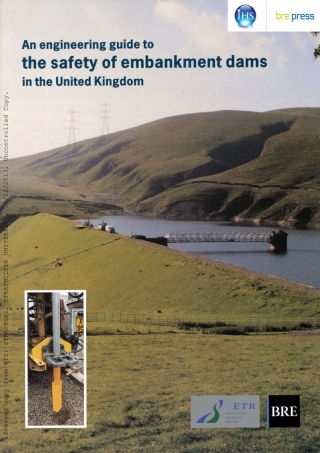 IHS
bre press
An engineering guide to
the safety of embankment dams
in the United Kingdom
ETR
BRE